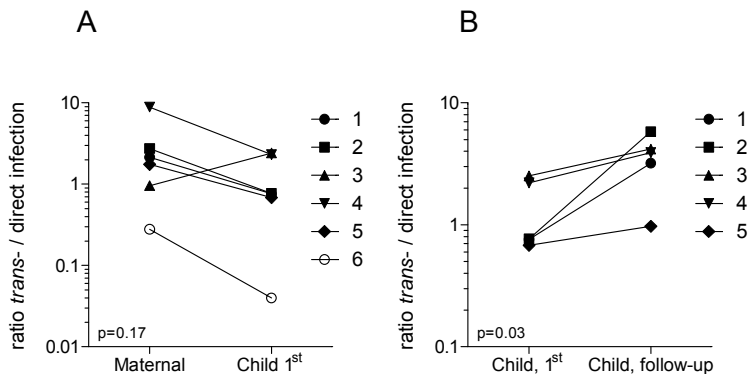 A
ratio trans- / direct infection
10
1
0.1
0.01
p=0.17
Maternal
Child 1st
1
2
3
4
5
6
B
ratio trans- / direct infection
10
1
0.1
p=0.03
Child, 1st
Child, follow-up
1
2
3
4
5